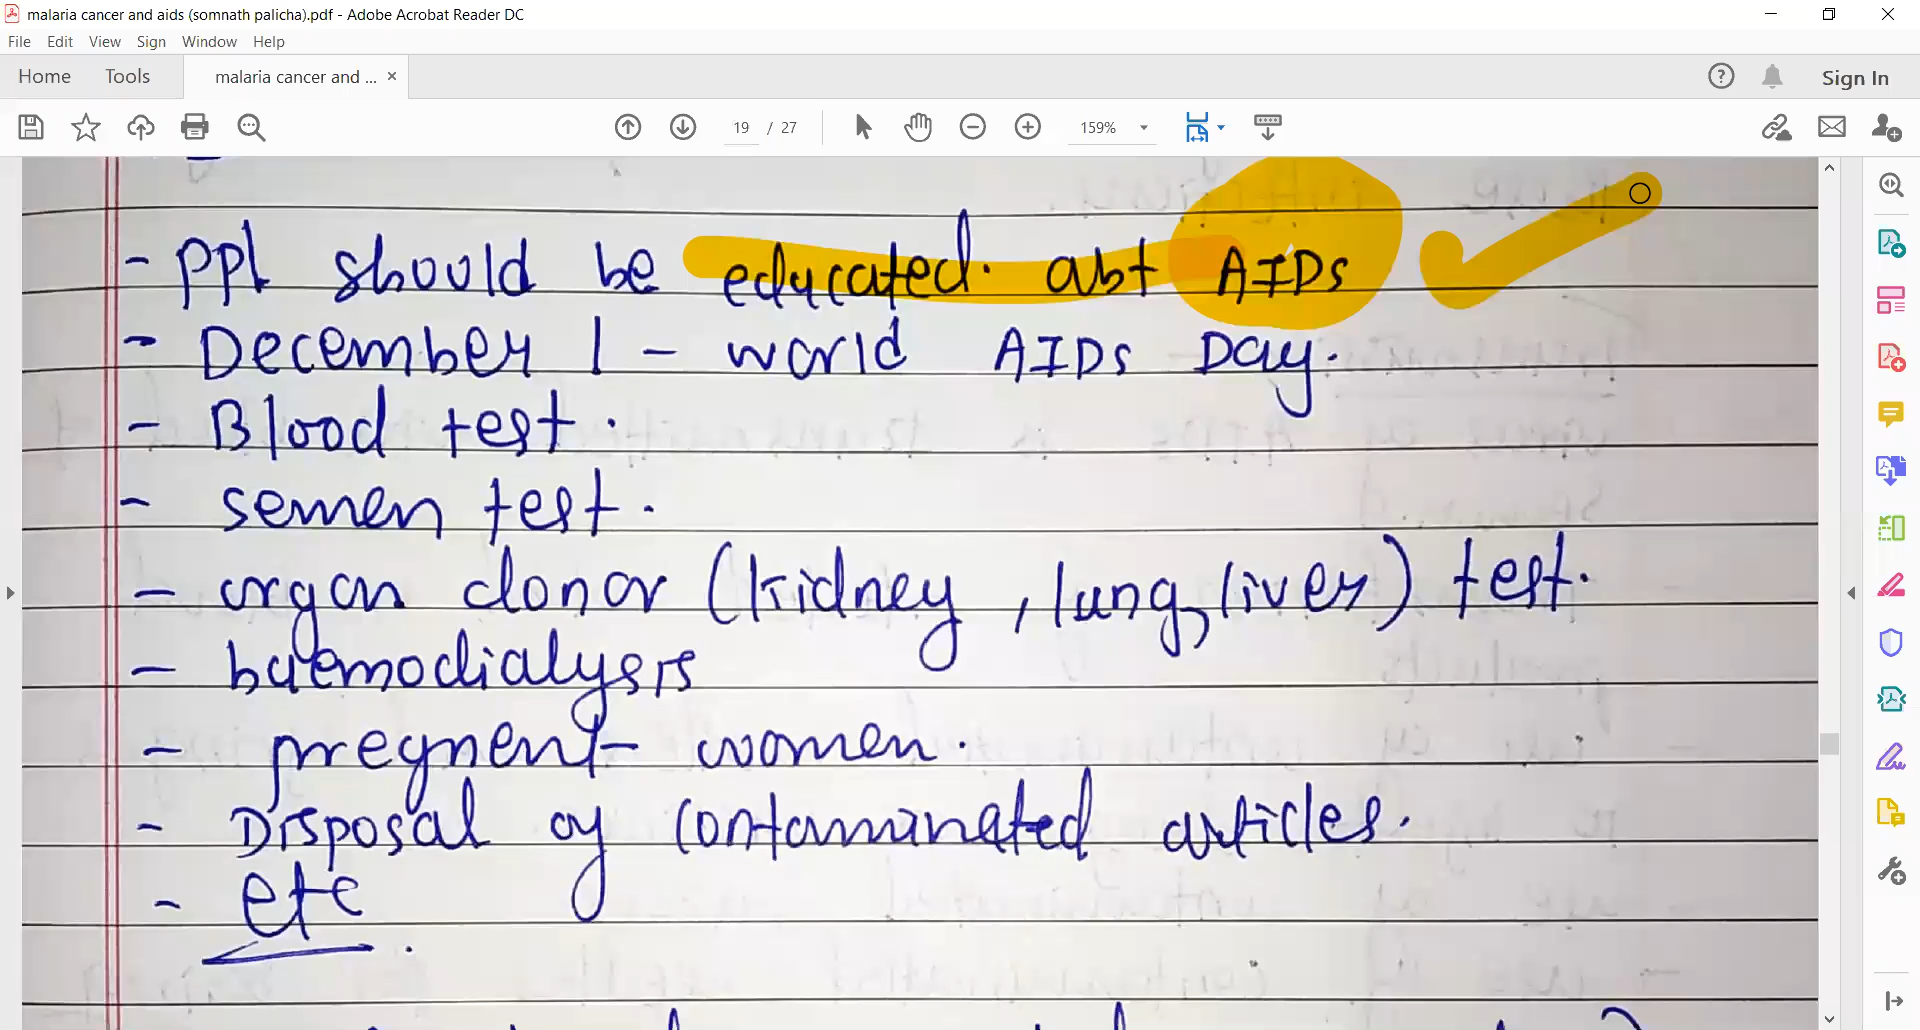 malaria cancer and aids (somnath palicha).pdf - Adobe Acrobat Reader DC
File Edit View Sign Window Help
Home Tools malaria cancer and ... × Sign In
19 / 27 159%
- ppl should be educated. abt AIDs
- December 1 - world AIDs Day.
- Blood test.
- semen test.
- organ donor (kidney, lung, liver) test.
- haemodialysis
- pregnent women.
- Disposal of contaminated articles.
- etc.